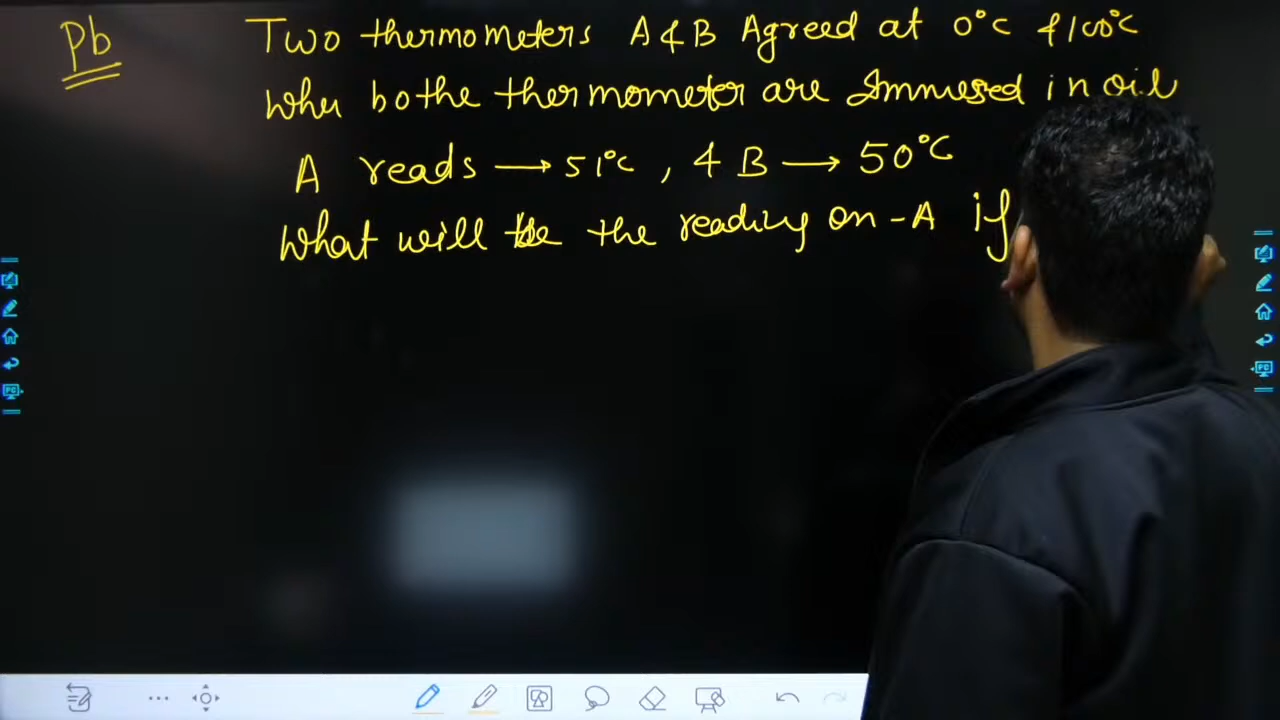 Pb
Two thermometers A & B Agreed at 0°C & 100°C
When bothe thermometer are Immersed in oil
A reads → 51°C , & B → 50°C
What will be the reading on - A if